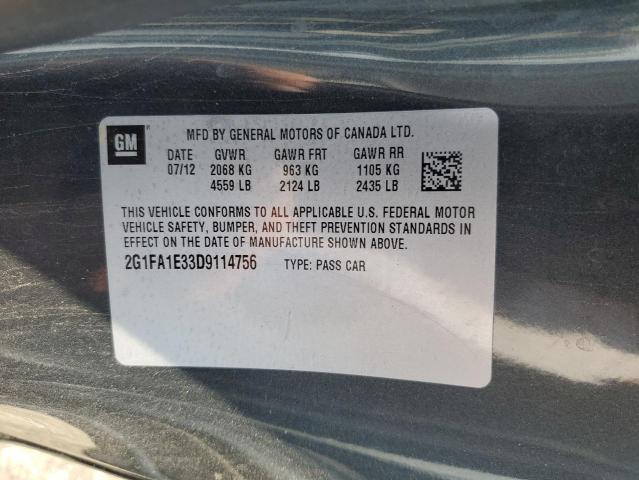 GM
MFD BY GENERAL MOTORS OF CANADA LTD.
DATE GVWR GAWR FRT GAWR RR
07/12 2068 KG 963 KG 1105 KG
4559 LB 2124 LB 2435 LB
THIS VEHICLE CONFORMS TO ALL APPLICABLE U.S. FEDERAL MOTOR
VEHICLE SAFETY, BUMPER, AND THEFT PREVENTION STANDARDS IN
EFFECT ON THE DATE OF MANUFACTURE SHOWN ABOVE.
2G1FA1E33D9114756 TYPE: PASS CAR